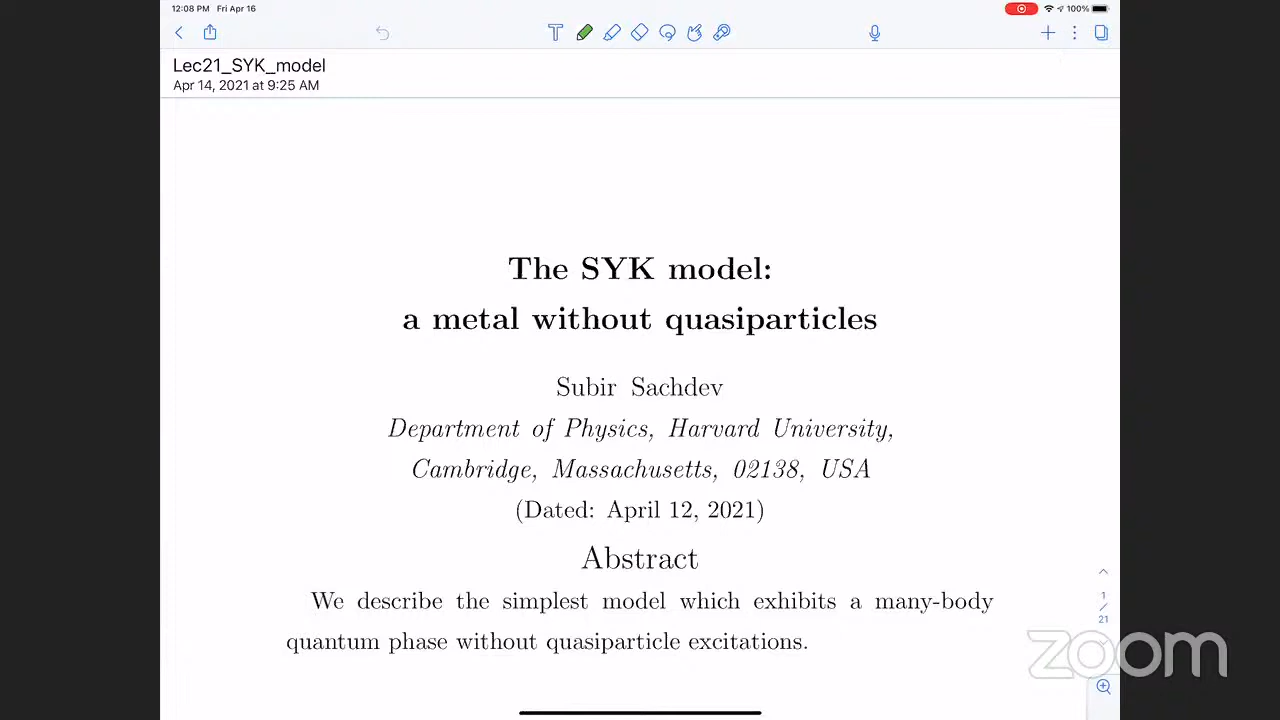 12:08 PM Fri Apr 16
100%
Lec21_SYK_model
Apr 14, 2021 at 9:25 AM
The SYK model:
a metal without quasiparticles
Subir Sachdev
Department of Physics, Harvard University,
Cambridge, Massachusetts, 02138, USA
(Dated: April 12, 2021)
Abstract
We describe the simplest model which exhibits a many-body
quantum phase without quasiparticle excitations.
1
/
21
zoom